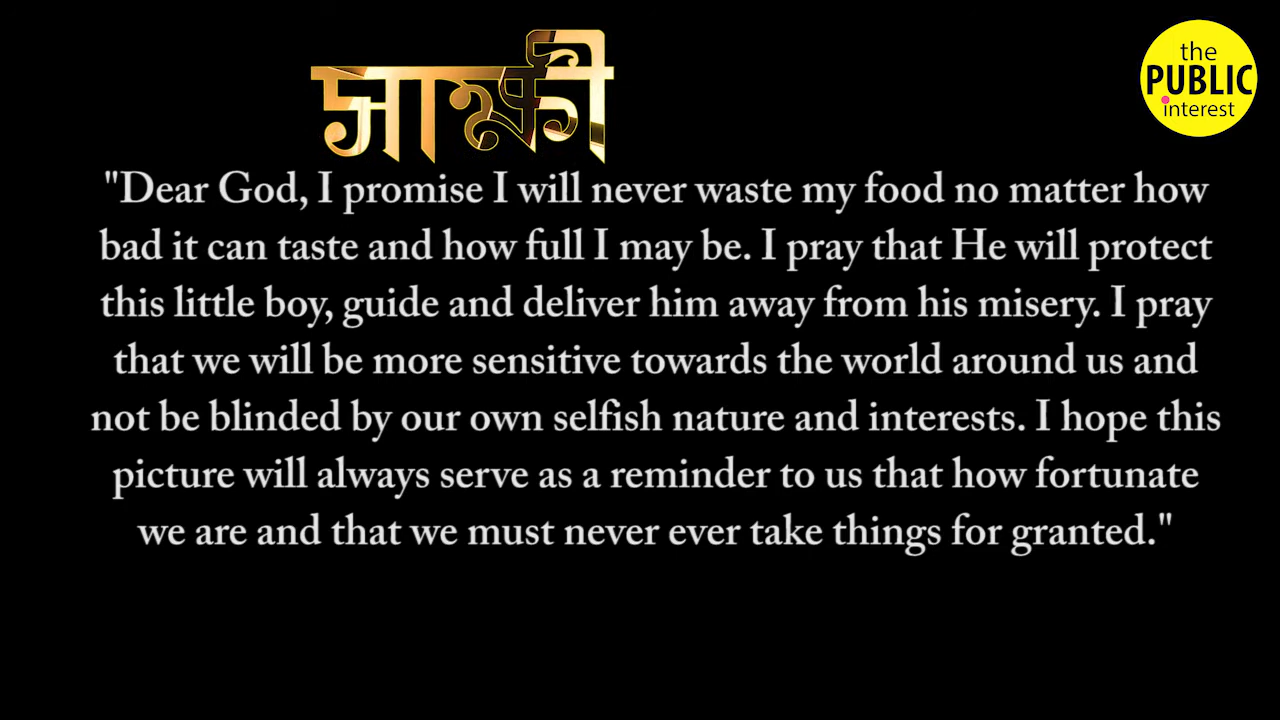 साक्षी
the
PUBLIC
interest
"Dear God, I promise I will never waste my food no matter how
bad it can taste and how full I may be. I pray that He will protect
this little boy, guide and deliver him away from his misery. I pray
that we will be more sensitive towards the world around us and
not be blinded by our own selfish nature and interests. I hope this
picture will always serve as a reminder to us that how fortunate
we are and that we must never ever take things for granted."